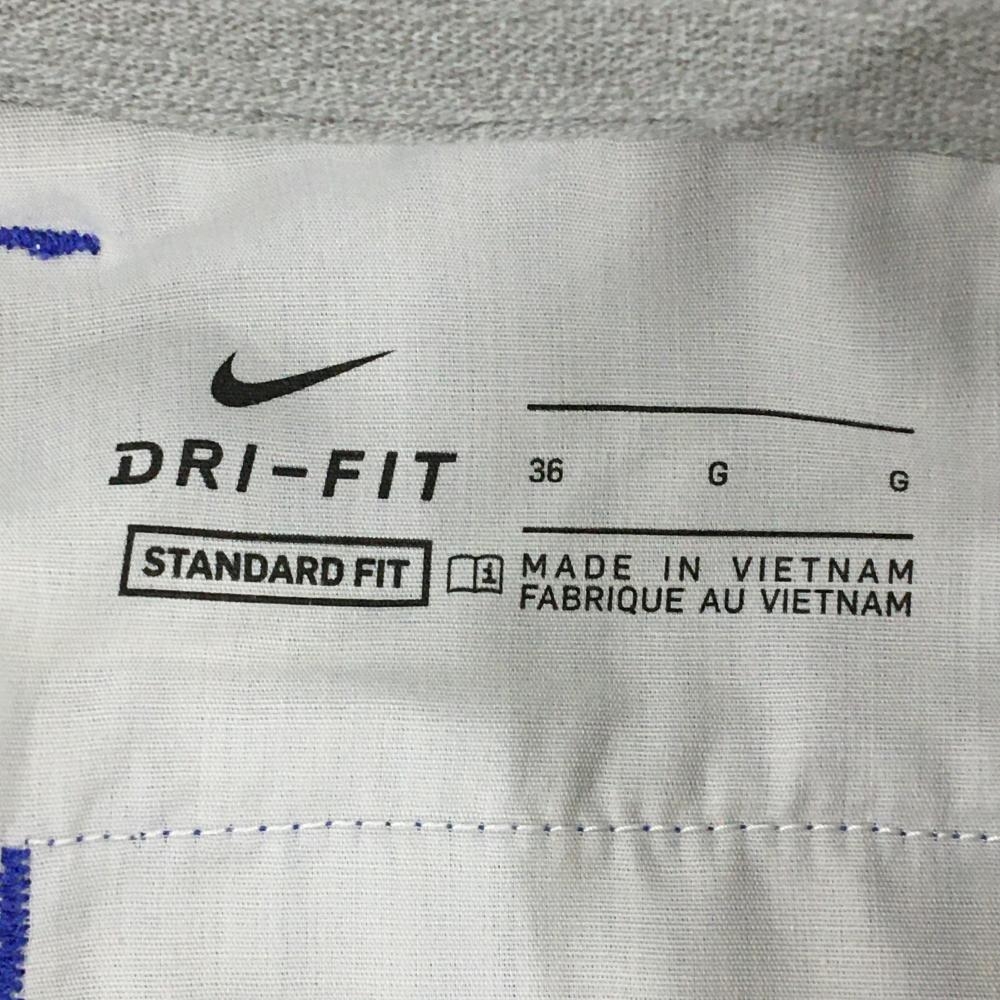 DRI-FIT
STANDARD FIT
36 G G
MADE IN VIETNAM
FABRIQUE AU VIETNAM